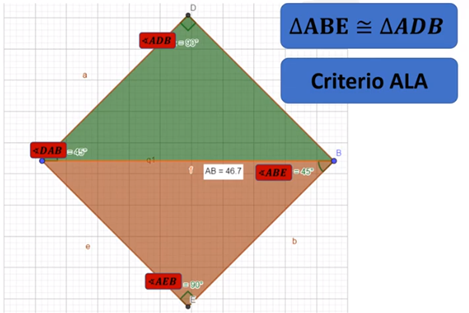 D
∢ADB = 90°
ΔABE ≅ ΔADB
Criterio ALA
a
∢DAB = 45°
B
AB = 46.7
f
∢ABE = 45°
e
b
∢AEB = 90°
E